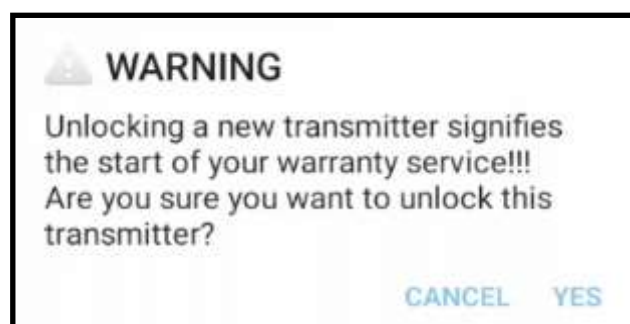 WARNING
Unlocking a new transmitter signifies
the start of your warranty service!!!
Are you sure you want to unlock this
transmitter?
CANCEL YES